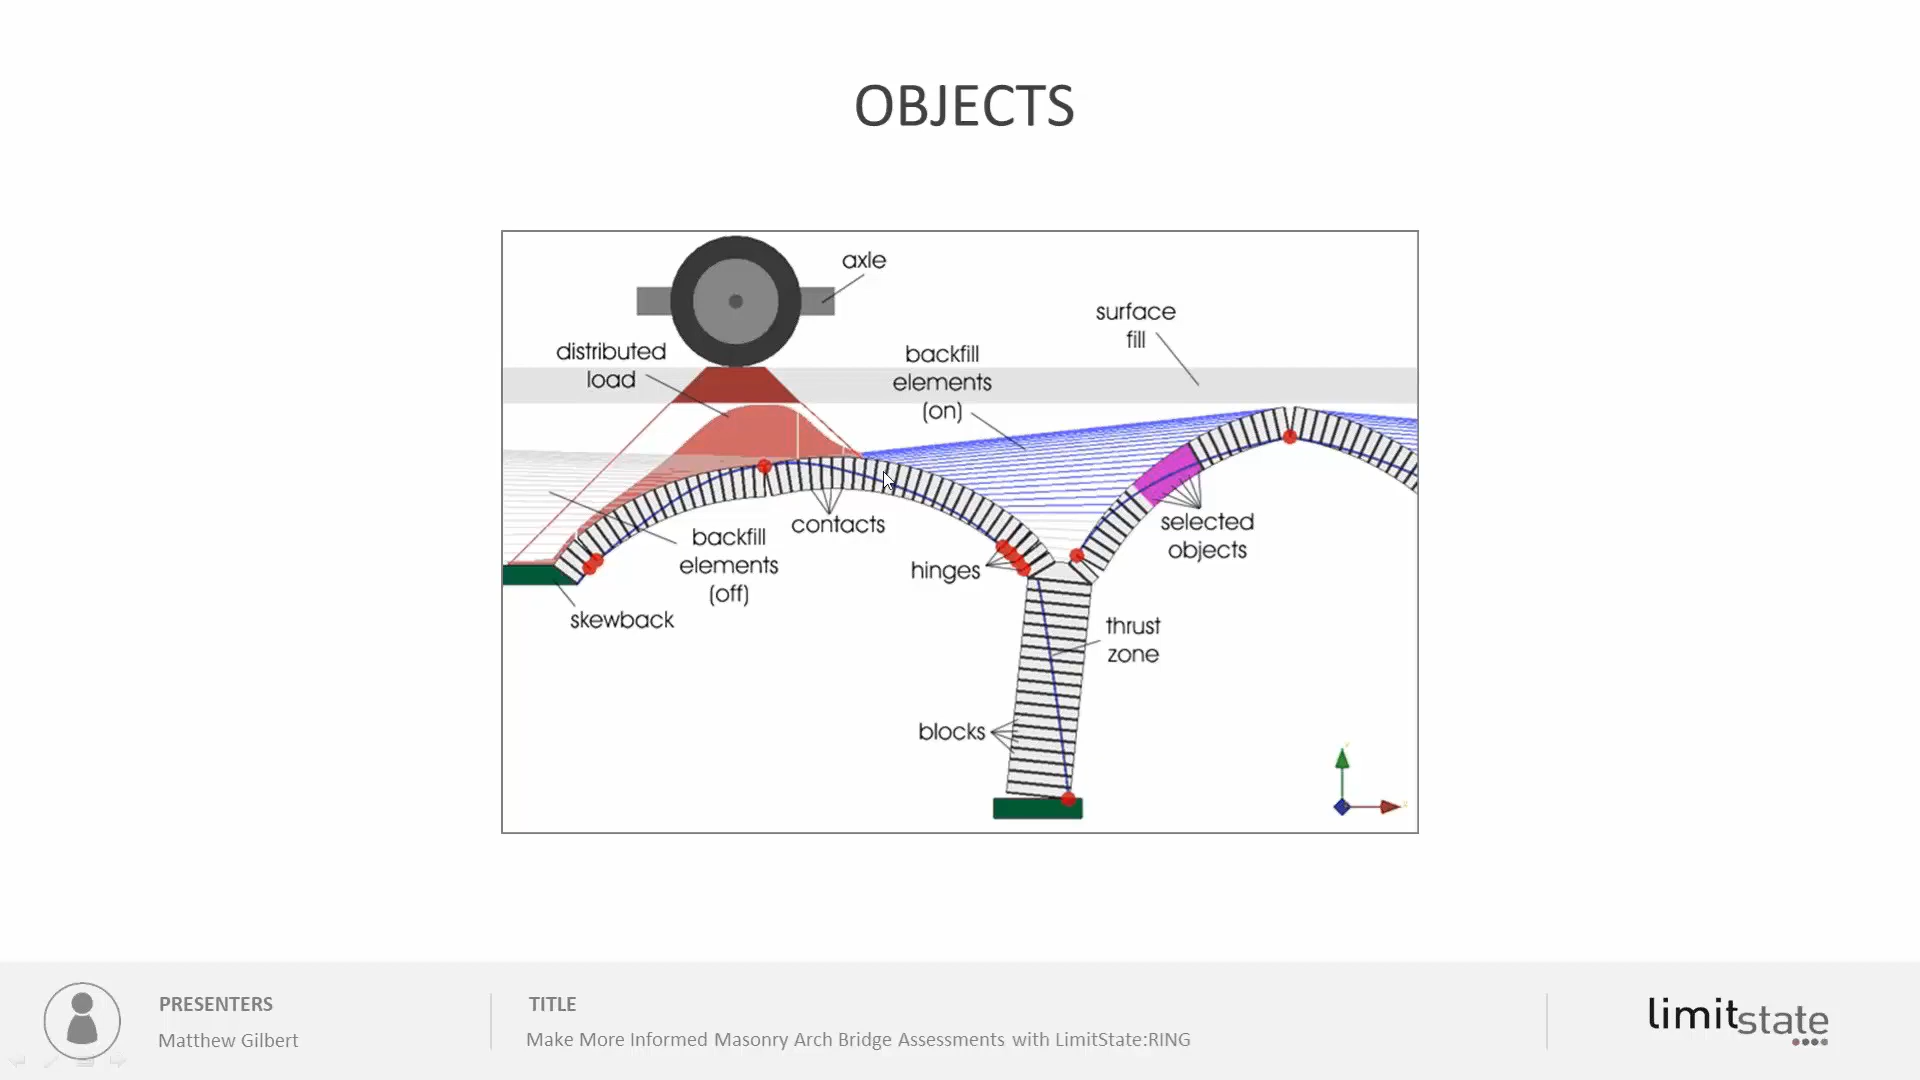 OBJECTS
axle
surface
fill
distributed
load
backfill
elements
(on)
contacts
selected
objects
backfill
elements
(off)
hinges
skewback
thrust
zone
blocks
PRESENTERS
Matthew Gilbert
TITLE
Make More Informed Masonry Arch Bridge Assessments with LimitState:RING
limitstate